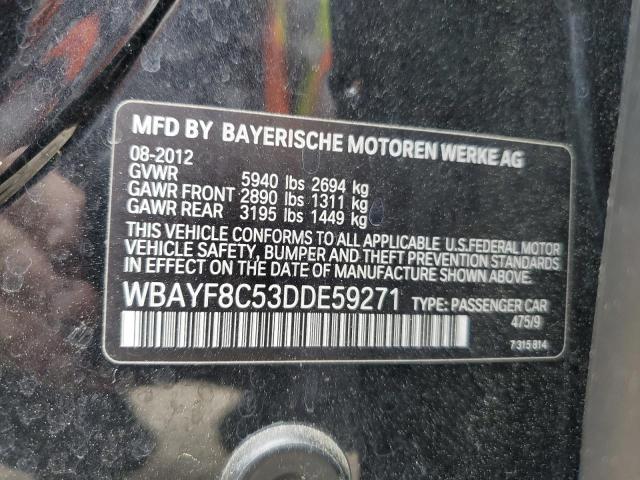 MFD BY BAYERISCHE MOTOREN WERKE AG
08-2012
GVWR 5940 lbs 2694 kg
GAWR FRONT 2890 lbs 1311 kg
GAWR REAR 3195 lbs 1449 kg
THIS VEHICLE CONFORMS TO ALL APPLICABLE U.S.FEDERAL MOTOR
VEHICLE SAFETY, BUMPER AND THEFT PREVENTION STANDARDS
IN EFFECT ON THE DATE OF MANUFACTURE SHOWN ABOVE.
WBAYF8C53DDE59271 TYPE: PASSENGER CAR
475/9
7 315 814